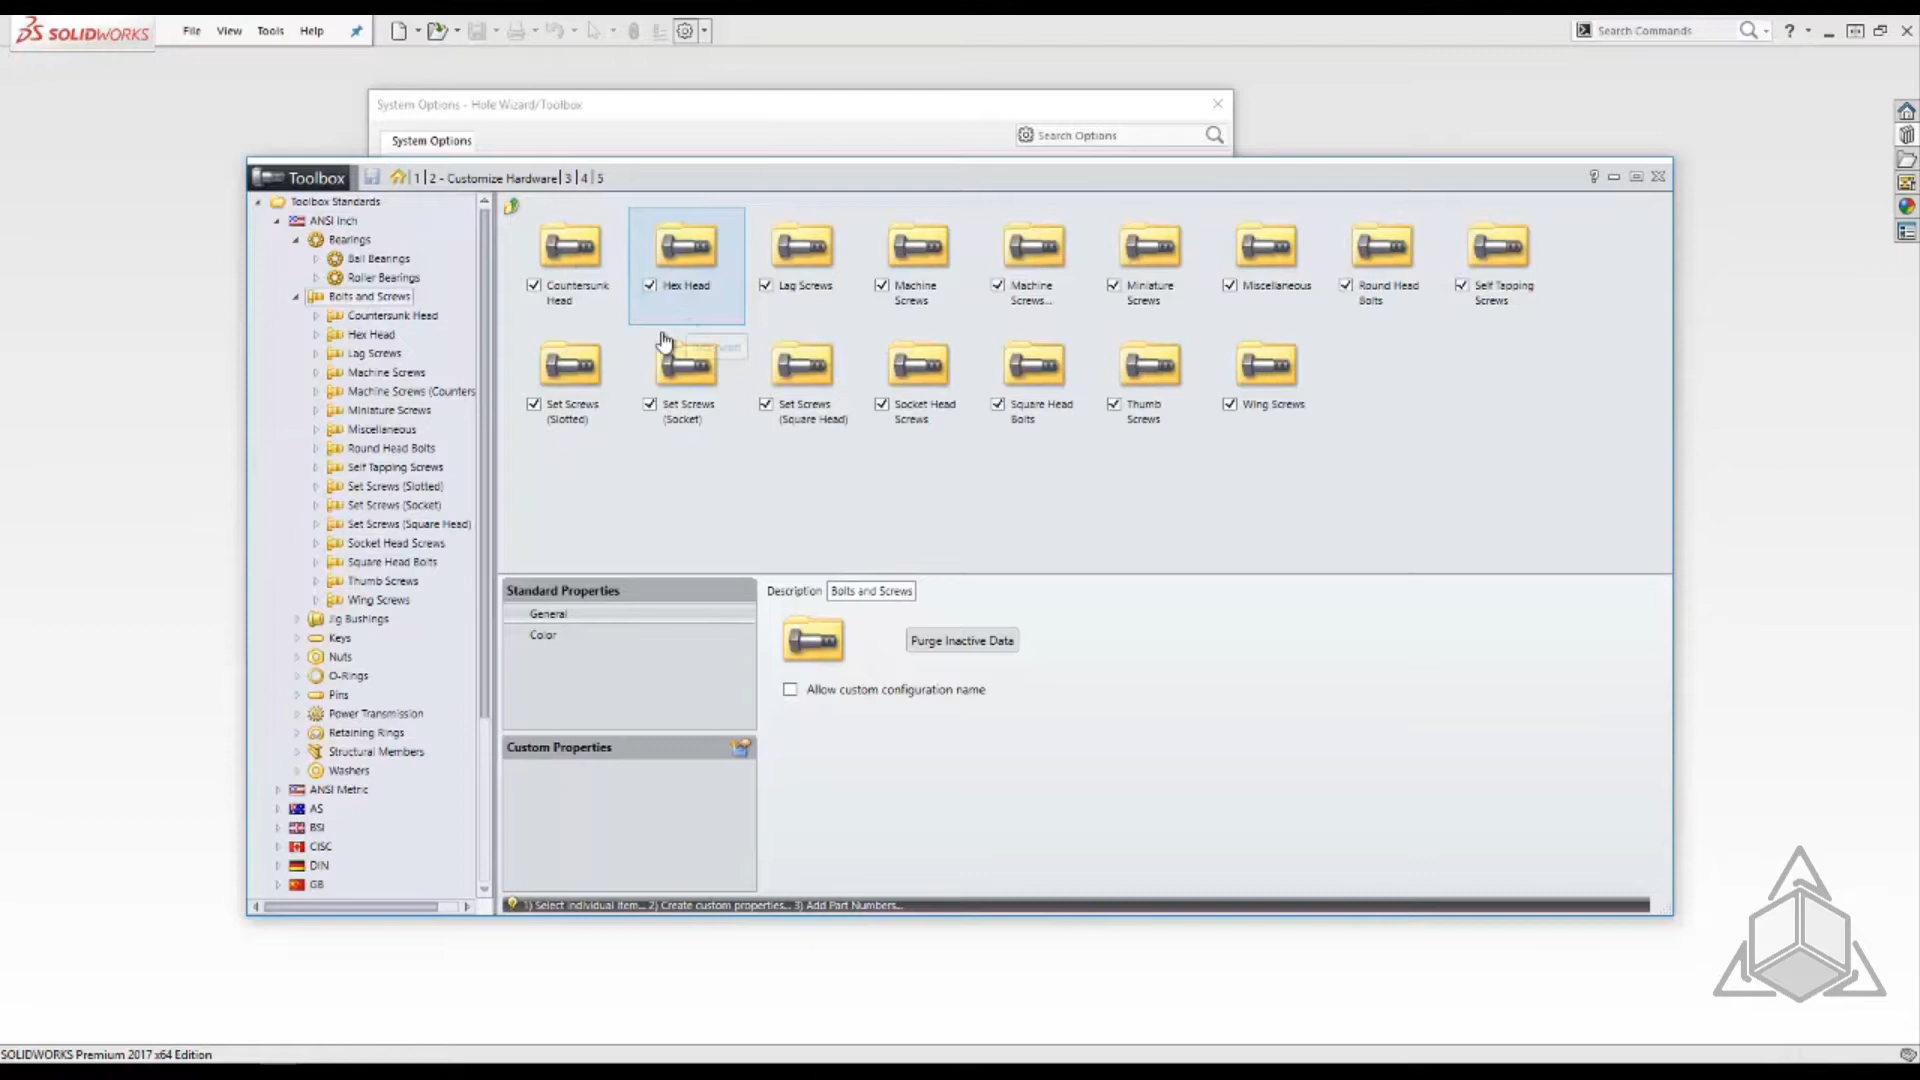 SOLIDWORKS File View Tools Help Search Commands ?
System Options - Hole Wizard/Toolbox
System Options Search Options
Toolbox 1 | 2 - Customize Hardware | 3 | 4 | 5
Toolbox Standards
ANSI Inch
Bearings
Ball Bearings
Roller Bearings
Bolts and Screws
Countersunk Head
Hex Head
Lag Screws
Machine Screws
Machine Screws (Counters
Miniature Screws
Miscellaneous
Round Head Bolts
Self Tapping Screws
Set Screws (Slotted)
Set Screws (Socket)
Set Screws (Square Head)
Socket Head Screws
Square Head Bolts
Thumb Screws
Wing Screws
Jig Bushings
Keys
Nuts
O-Rings
Pins
Power Transmission
Retaining Rings
Structural Members
Washers
ANSI Metric
AS
BSI
CISC
DIN
GB
Countersunk Head
Hex Head
Lag Screws
Machine Screws
Machine Screws...
Miniature Screws
Miscellaneous
Round Head Bolts
Self Tapping Screws
Set Screws (Slotted)
Set Screws (Socket)
Set Screws (Square Head)
Socket Head Screws
Square Head Bolts
Thumb Screws
Wing Screws
Standard Properties
General
Color
Custom Properties
Description Bolts and Screws
Purge Inactive Data
Allow custom configuration name
1) Select individual item... 2) Create custom properties... 3) Add Part Numbers...
SOLIDWORKS Premium 2017 x64 Edition